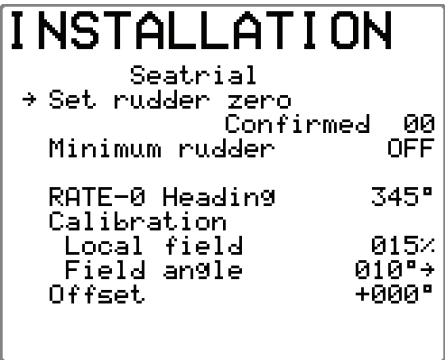 INSTALLATION
Seatrial
→ Set rudder zero
Confirmed 00
Minimum rudder OFF
RATE-0 Heading 345°
Calibration
Local field 015%
Field angle 010°→
Offset +000°